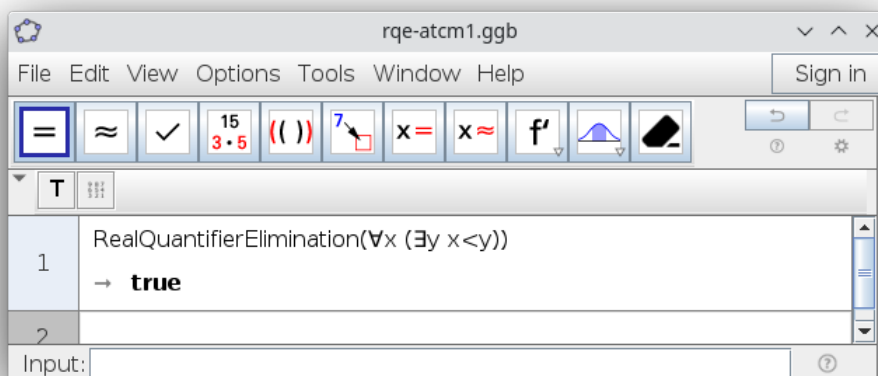 rqe-atcm1.ggb
File Edit View Options Tools Window Help Sign in
= ≈ ✓ 15 3·5 (( )) 7 x= x≈ f'
T
1 RealQuantifierElimination(∀x (∃y x<y))
→ true
2
Input: